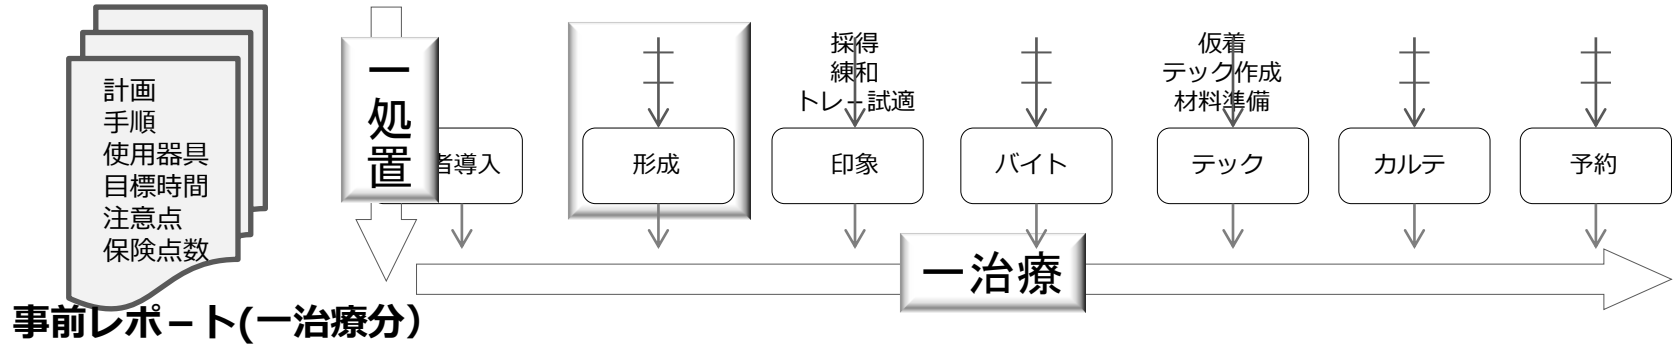 計画
手順
使用器具
目標時間
注意点
保険点数
事前レポート(一治療分)
一処置
者導入
形成
採得
練和
トレー試適
印象
バイト
仮着
テック作成
材料準備
テック
カルテ
予約
一治療